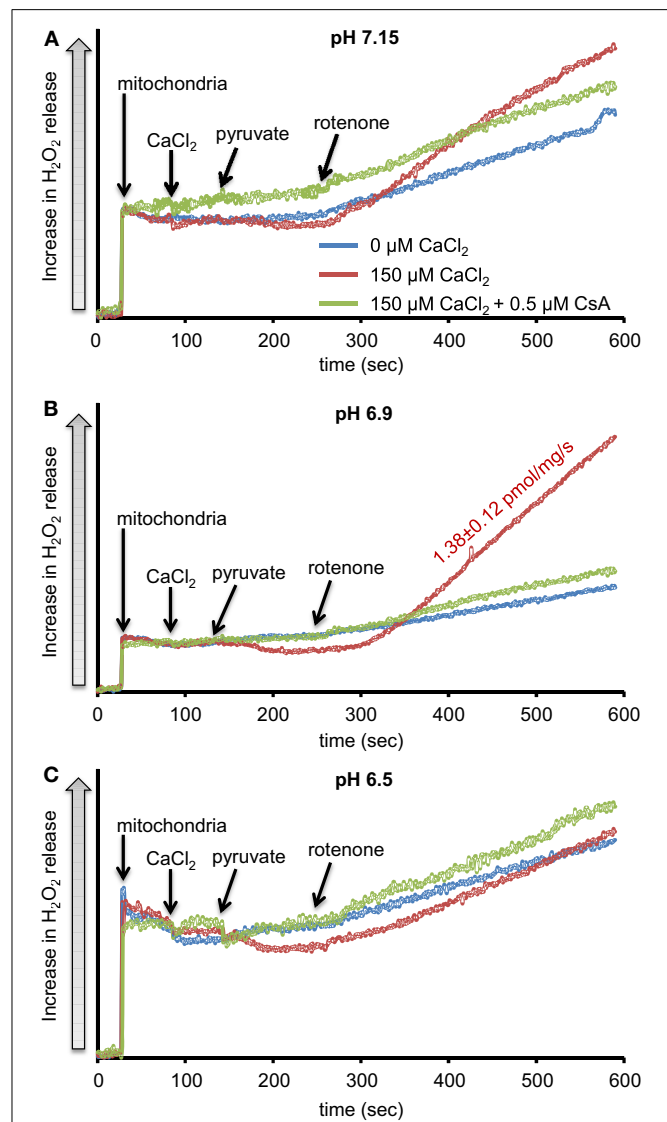 A
pH 7.15
Increase in H₂O₂ release
mitochondria
CaCl₂
pyruvate
rotenone
0 µM CaCl₂
150 µM CaCl₂
150 µM CaCl₂ + 0.5 µM CsA
0 100 200 300 400 500 600
time (sec)
B
pH 6.9
Increase in H₂O₂ release
mitochondria
CaCl₂
pyruvate
rotenone
1.38±0.12 pmol/mg/s
0 100 200 300 400 500 600
time (sec)
C
pH 6.5
Increase in H₂O₂ release
mitochondria
CaCl₂
pyruvate
rotenone
0 100 200 300 400 500 600
time (sec)